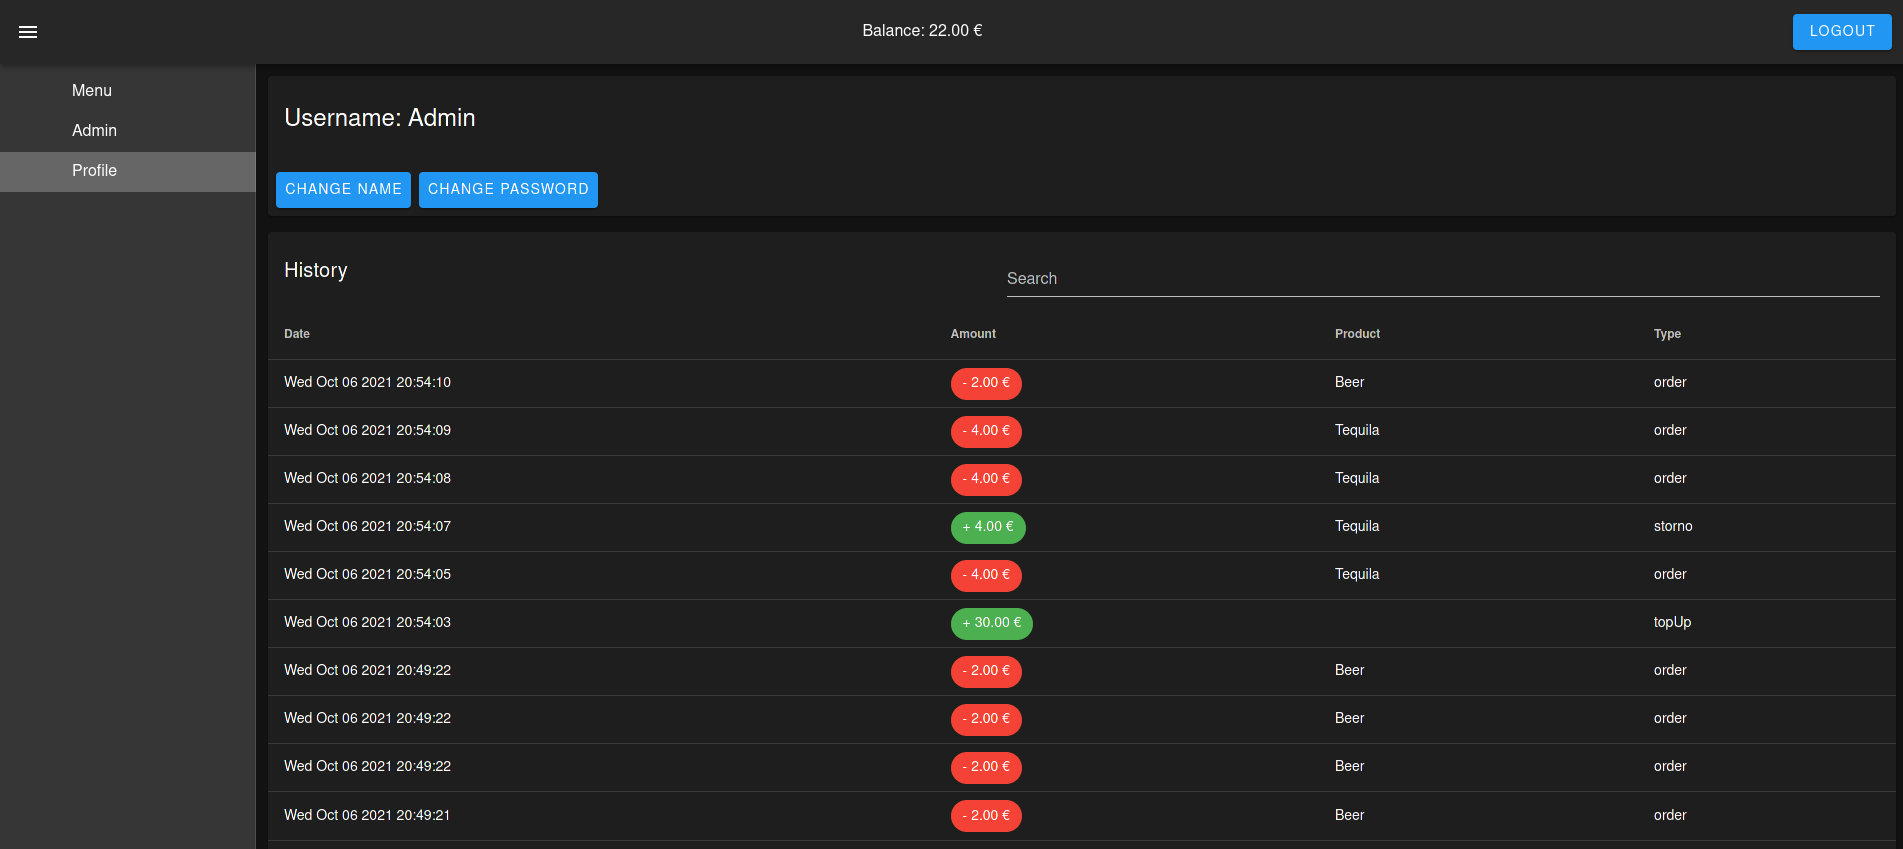 Balance: 22.00 € LOGOUT
Menu
Admin
Profile
Username: Admin
CHANGE NAME CHANGE PASSWORD
History Search
Date Amount Product Type
Wed Oct 06 2021 20:54:10 - 2.00 € Beer order
Wed Oct 06 2021 20:54:09 - 4.00 € Tequila order
Wed Oct 06 2021 20:54:08 - 4.00 € Tequila order
Wed Oct 06 2021 20:54:07 + 4.00 € Tequila storno
Wed Oct 06 2021 20:54:05 - 4.00 € Tequila order
Wed Oct 06 2021 20:54:03 + 30.00 € topUp
Wed Oct 06 2021 20:49:22 - 2.00 € Beer order
Wed Oct 06 2021 20:49:22 - 2.00 € Beer order
Wed Oct 06 2021 20:49:22 - 2.00 € Beer order
Wed Oct 06 2021 20:49:21 - 2.00 € Beer order